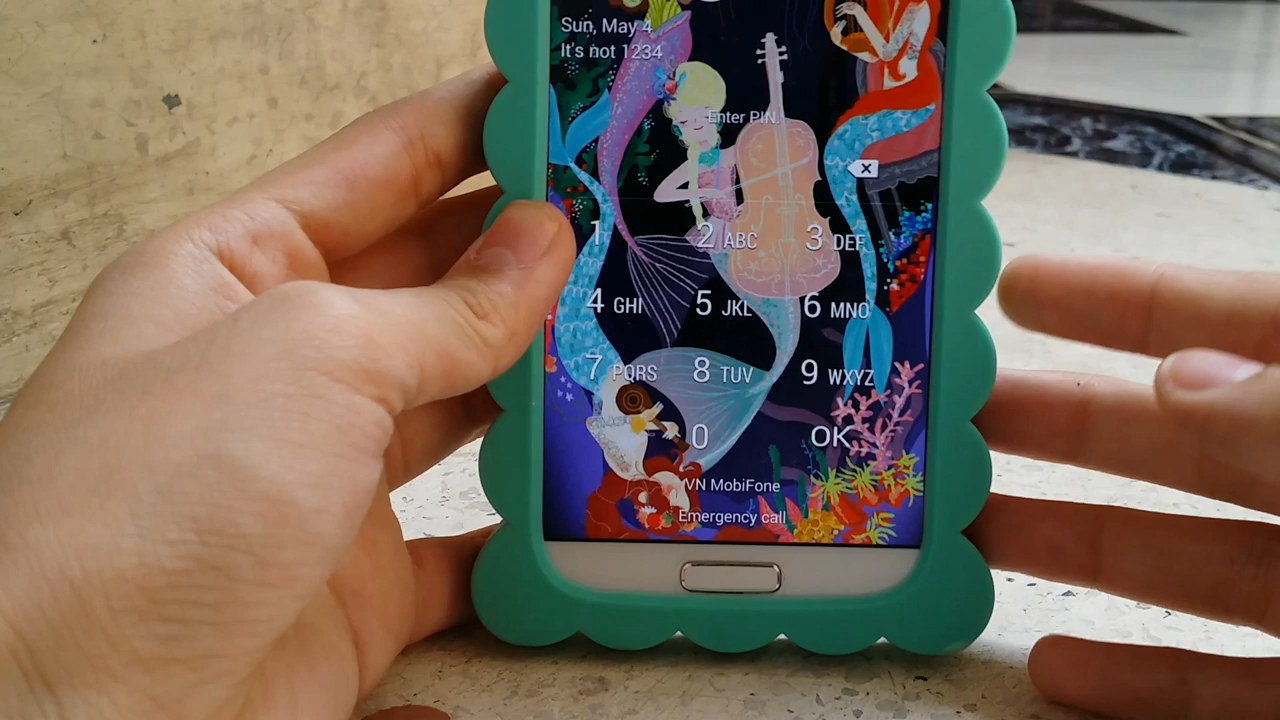 Sun, May 4
It's not 1234
Enter PIN.
1
2 ABC
3 DEF
4 GHI
5 JKL
6 MNO
7 PQRS
8 TUV
9 WXYZ
0
OK
VN MobiFone
Emergency call